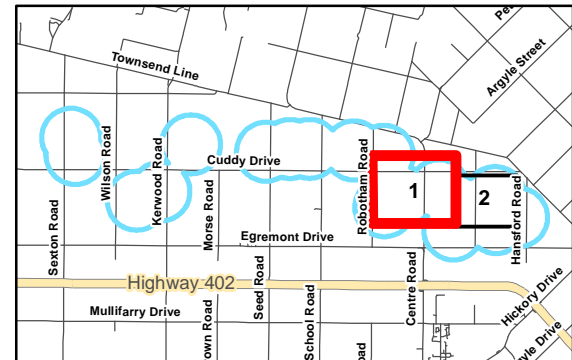 Townsend Line
Argyle Street
Wilson Road
Kerwood Road
Cuddy Drive
Robotham Road
1
2
Hansford Road
Sexton Road
Morse Road
Egremont Drive
Seed Road
Centre Road
Highway 402
Mullifarry Drive
School Road
Hickory Drive